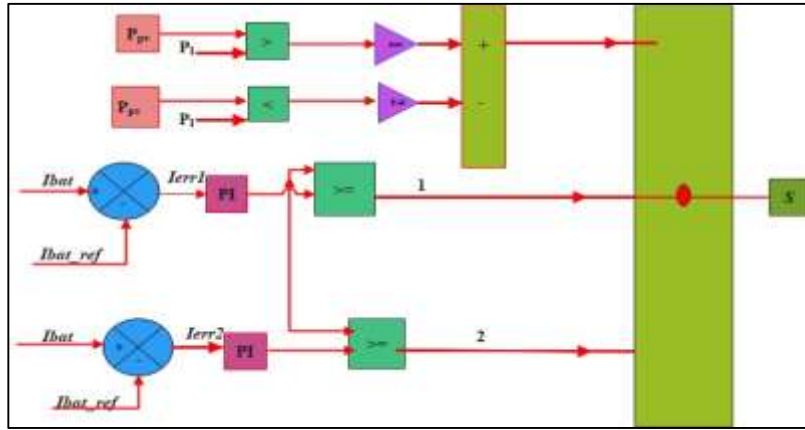 Ppv
P1
>
+
Ppv
P1
<
-
Ibat
+
-
Ierr1
PI
>=
1
S
Ibat_ref
Ibat
+
-
Ierr2
PI
>=
2
Ibat_ref